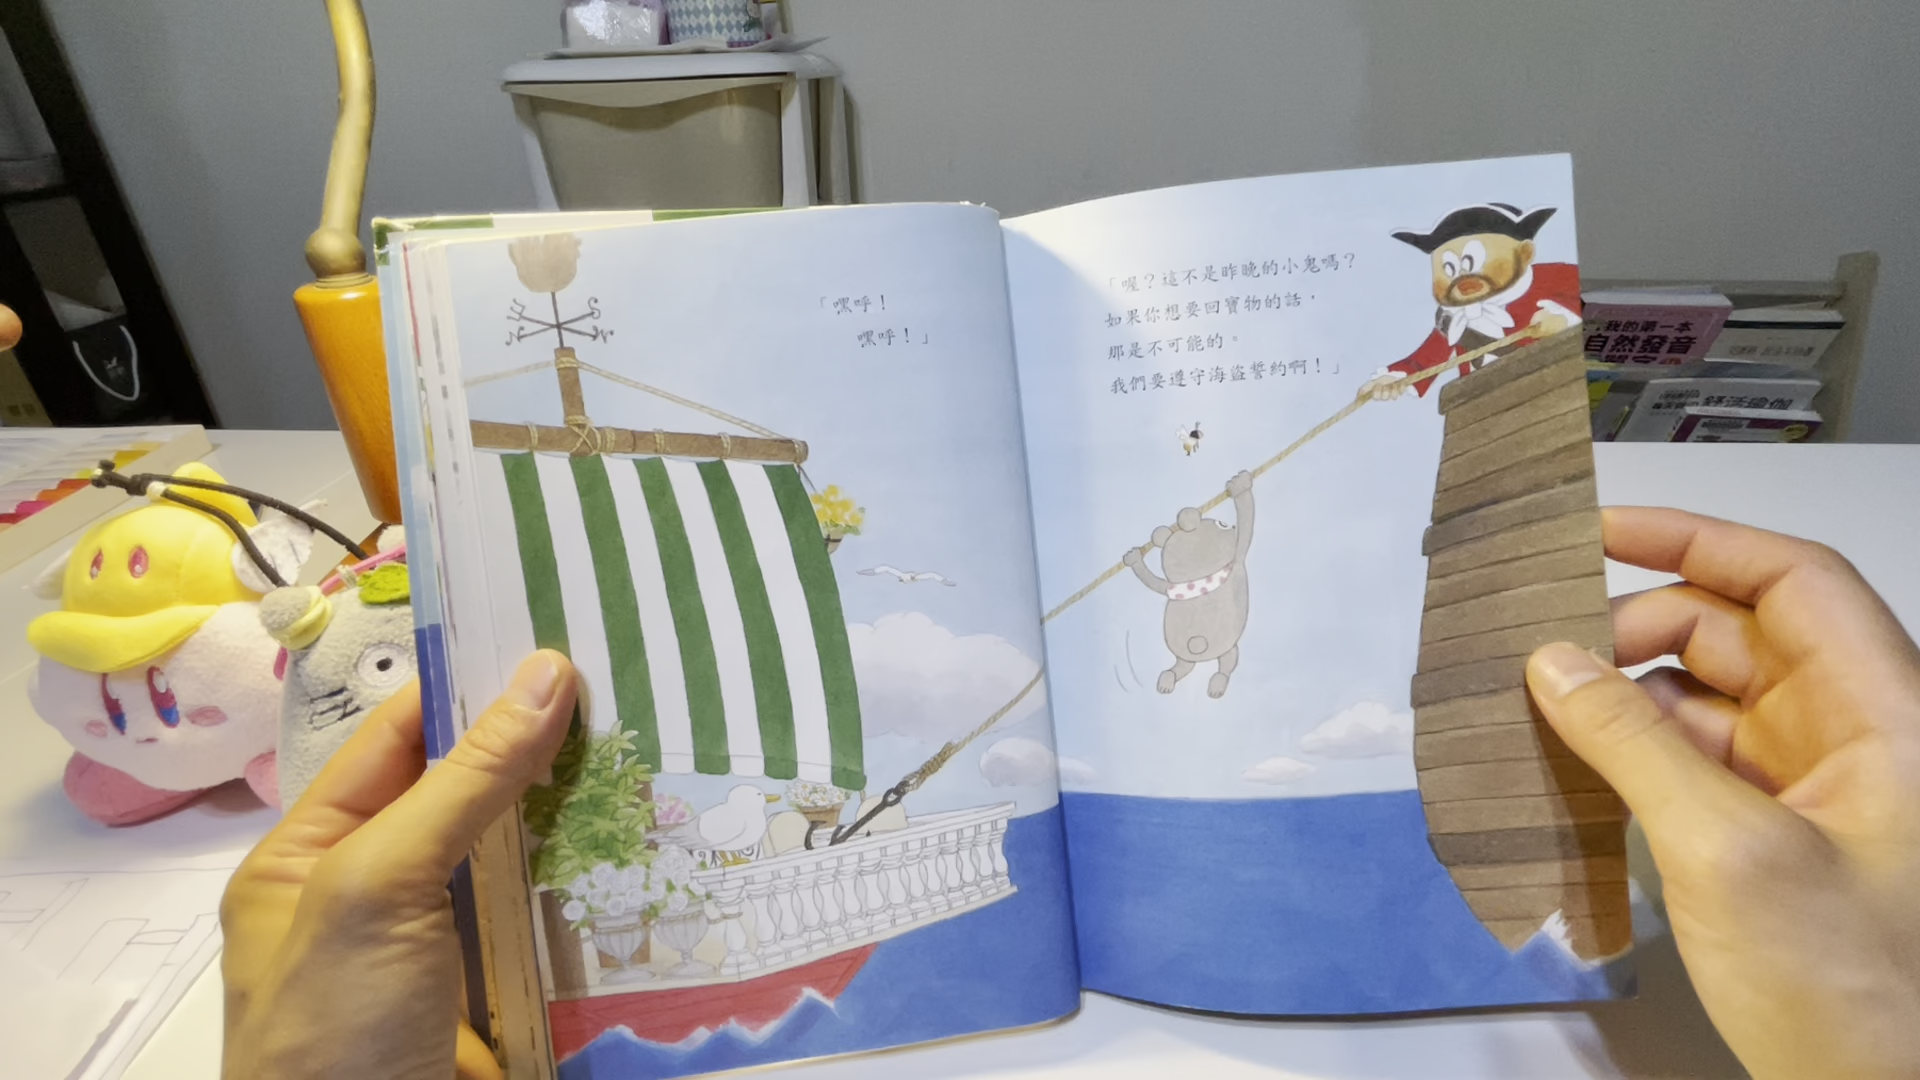 「嘿呼！
嘿呼！」
「喔？這不是昨晚的小鬼嗎？
如果你想要回寶物的話，
那是不可能的。
我們要遵守海盜誓約啊！」
，我的第一本
自然發音